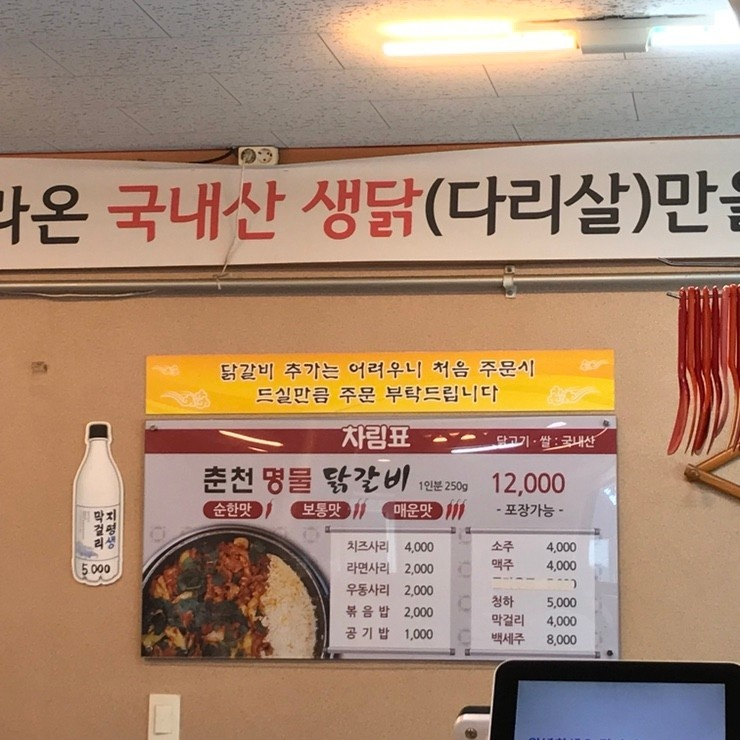 국내산 생닭(다리살)만
닭갈비 추가는 어려우니 처음 주문시
드실만큼 주문 부탁드립니다
차림표
닭고기 · 쌀 : 국내산
춘천 명물 닭갈비 1인분 250g 12,000
순한맛 보통맛 매운맛 - 포장가능 -
치즈사리 4,000
라면사리 2,000
우동사리 2,000
볶음밥 2,000
공기밥 1,000
소주 4,000
맥주 4,000
청하 5,000
막걸리 4,000
백세주 8,000
지평생
막걸리
5,000